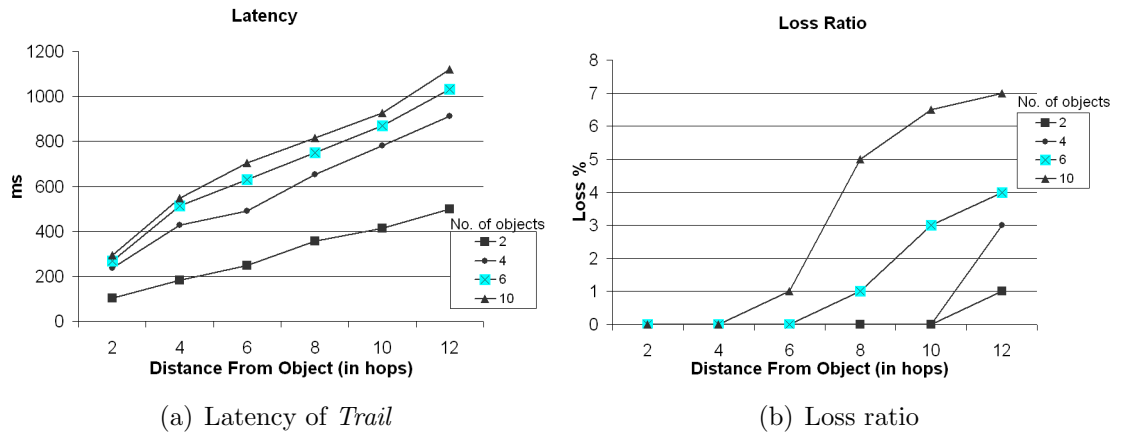 Latency
1200
1000
800
600
400
200
0
ms
2 4 6 8 10 12
Distance From Object (in hops)
No. of objects
2
4
6
10
(a) Latency of Trail
Loss Ratio
8
7
6
5
4
3
2
1
0
Loss %
2 4 6 8 10 12
Distance From Object (in hops)
No. of objects
2
4
6
10
(b) Loss ratio